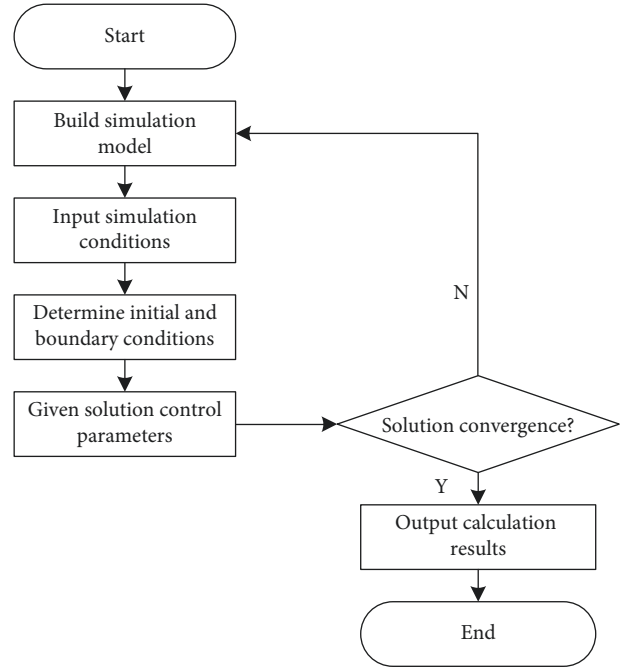 Start
Build simulation
model
Input simulation
conditions
Determine initial and
boundary conditions
Given solution control
parameters
N
Solution convergence?
Y
Output calculation
results
End